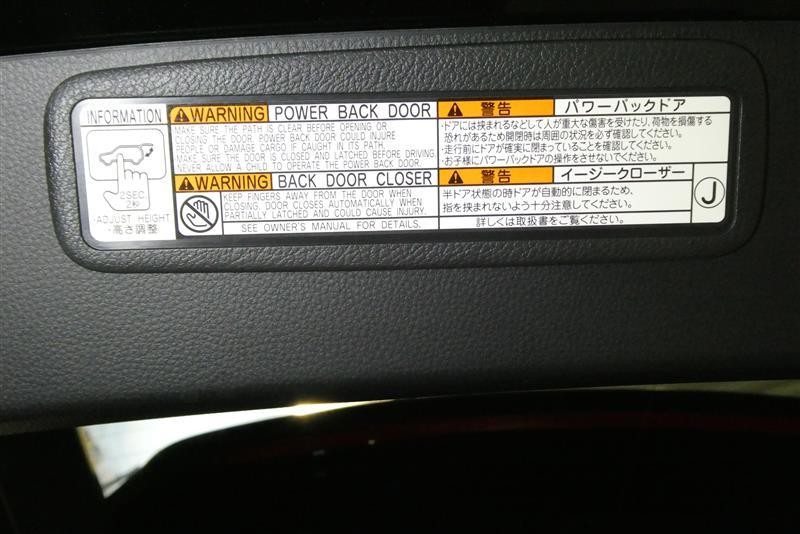 INFORMATION
2SEC
2秒
・ADJUST HEIGHT
・高さ調整
WARNING POWER BACK DOOR
MAKE SURE THE PATH IS CLEAR BEFORE OPENING OR
CLOSING THE DOOR. POWER BACK DOOR COULD INJURE
PEOPLE OR DAMAGE CARGO IF CAUGHT IN ITS PATH.
MAKE SURE THE DOOR IS CLOSED AND LATCHED BEFORE DRIVING.
NEVER ALLOW A CHILD TO OPERATE THE POWER BACK DOOR.
WARNING BACK DOOR CLOSER
KEEP FINGERS AWAY FROM THE DOOR WHEN
CLOSING. DOOR CLOSES AUTOMATICALLY WHEN
PARTIALLY LATCHED AND COULD CAUSE INJURY.
SEE OWNER'S MANUAL FOR DETAILS.
警告 パワーバックドア
・ドアには挟まれるなどして人が重大な傷害を受けたり、荷物を損傷する
恐れがあるため開閉時は周囲の状況を必ず確認してください。
・走行前にドアが確実に閉まっていることを確認してください。
・お子様にパワーバックドアの操作をさせないでください。
警告 イージークローザー
半ドア状態の時ドアが自動的に閉まるため、
指を挟まれないよう十分注意してください。
詳しくは取扱書をご覧ください。
J